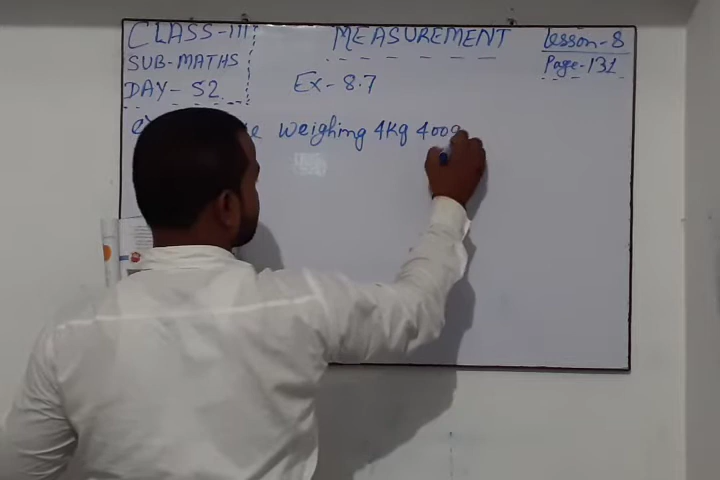 CLASS-III
MEASUREMENT
Lesson-8
SUB-MATHS
Page-131
DAY-52
Ex-8.7
weighing 4Kg 400g